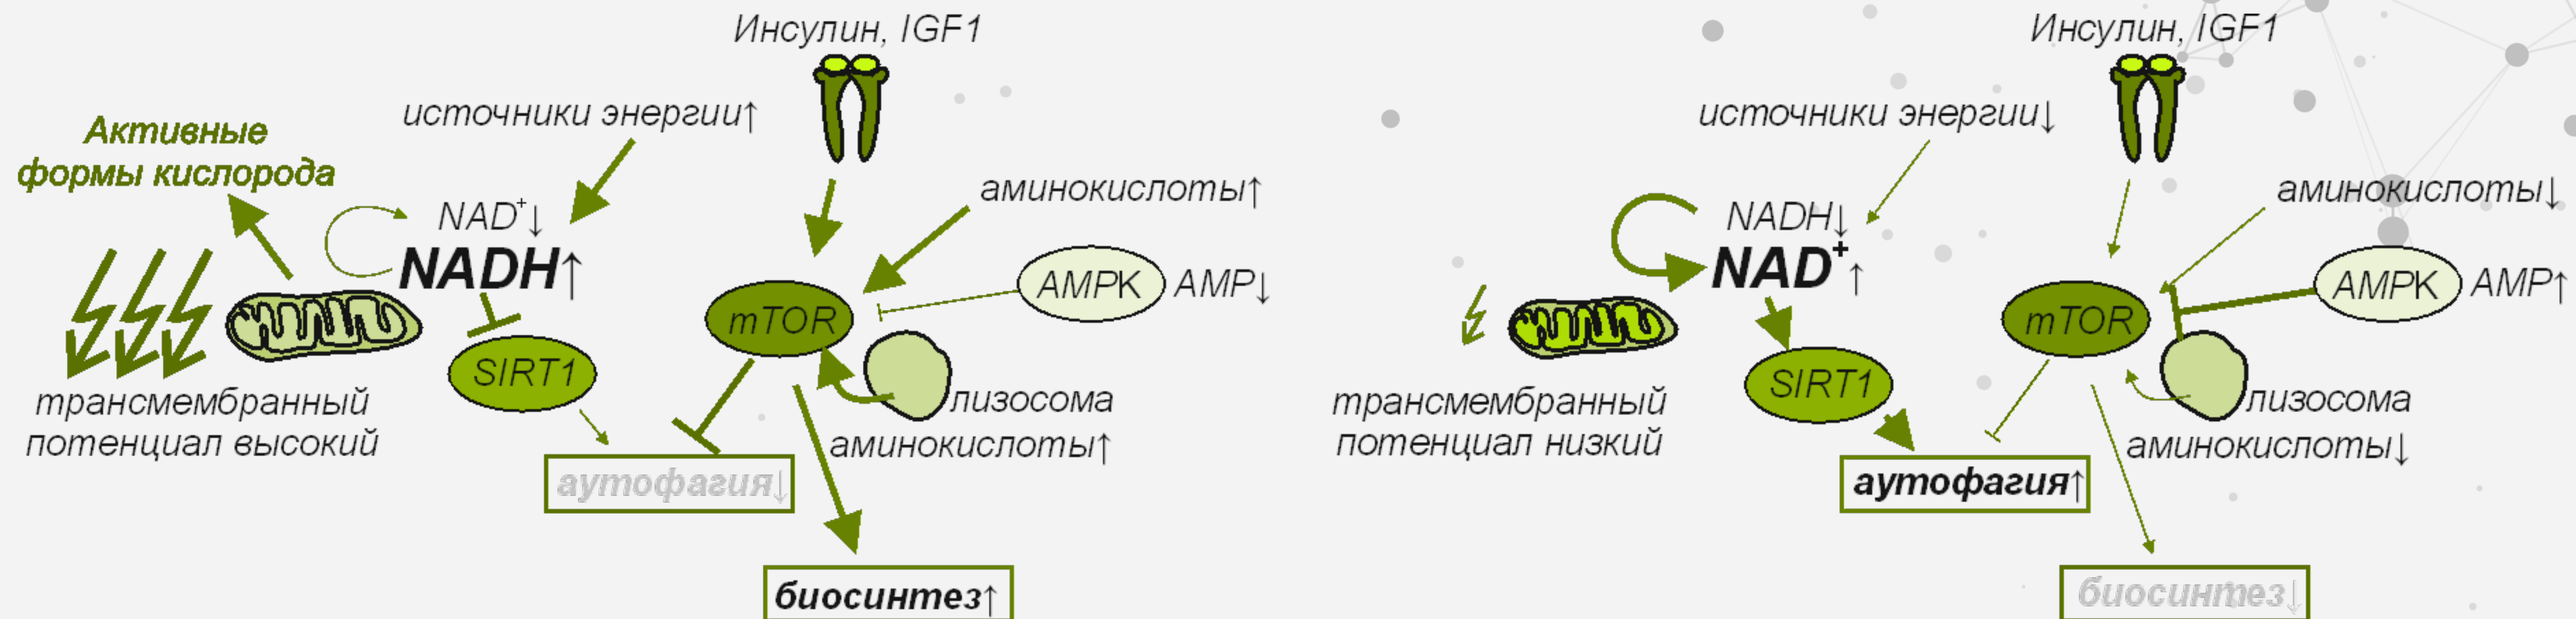 Инсулин, IGF1
источники энергии↑
Активные
формы кислорода
аминокислоты↑
NAD⁺↓
NADH↑
AMPK AMP↓
mTOR
SIRT1
лизосома
трансмембранный
потенциал высокий
аминокислоты↑
аутофагия↓
биосинтез↑
Инсулин, IGF1
источники энергии↓
аминокислоты↓
NADH↓
NAD⁺↑
AMPK AMP↑
mTOR
SIRT1
лизосома
трансмембранный
потенциал низкий
аминокислоты↓
аутофагия↑
биосинтез↓